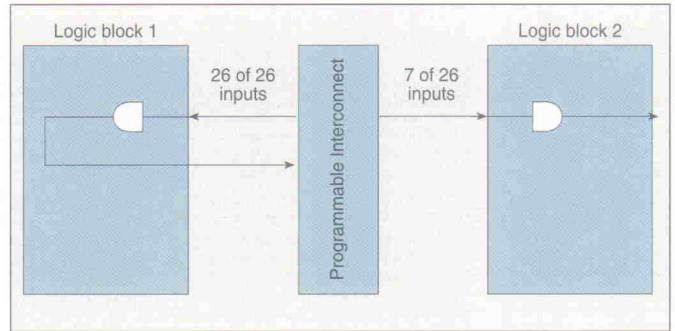 Logic block 1
Logic block 2
26 of 26
inputs
7 of 26
inputs
Programmable Interconnect